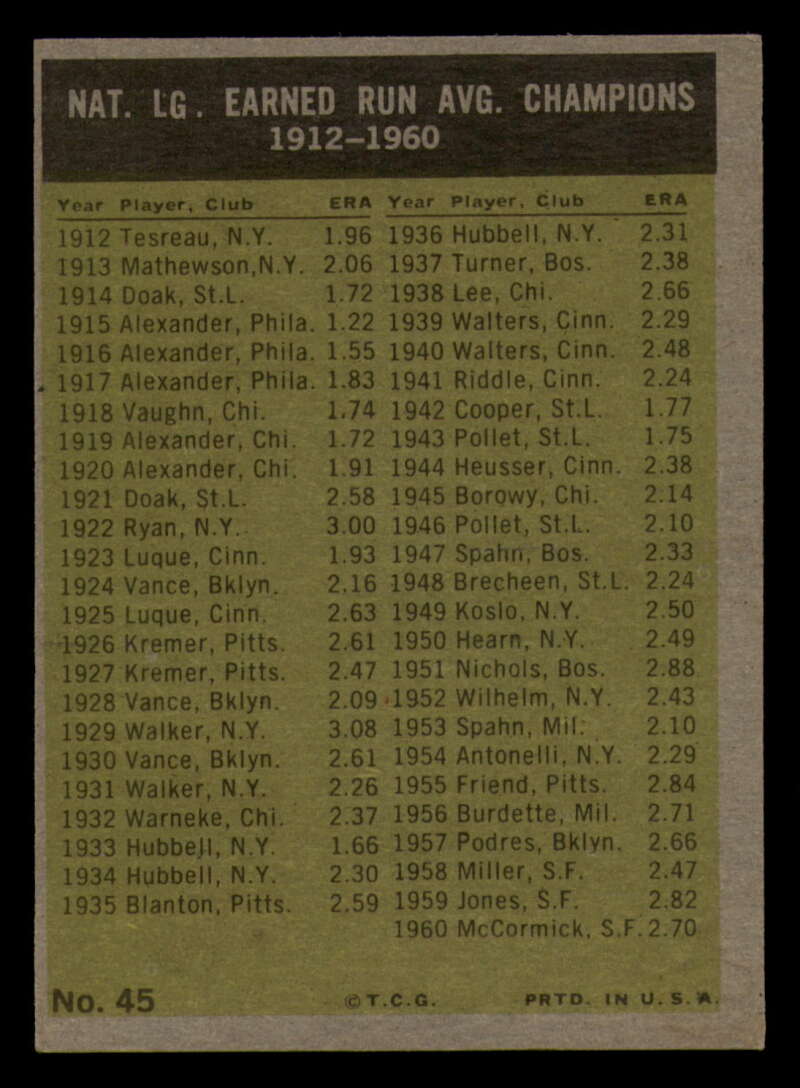 NAT. LG. EARNED RUN AVG. CHAMPIONS
1912-1960
Year Player, Club ERA
1912 Tesreau, N.Y. 1.96
1913 Mathewson, N.Y. 2.06
1914 Doak, St.L. 1.72
1915 Alexander, Phila. 1.22
1916 Alexander, Phila. 1.55
1917 Alexander, Phila. 1.83
1918 Vaughn, Chi. 1.74
1919 Alexander, Chi. 1.72
1920 Alexander, Chi. 1.91
1921 Doak, St.L. 2.58
1922 Ryan, N.Y. 3.00
1923 Luque, Cinn. 1.93
1924 Vance, Bklyn. 2.16
1925 Luque, Cinn. 2.63
1926 Kremer, Pitts. 2.61
1927 Kremer, Pitts. 2.47
1928 Vance, Bklyn. 2.09
1929 Walker, N.Y. 3.08
1930 Vance, Bklyn. 2.61
1931 Walker, N.Y. 2.26
1932 Warneke, Chi. 2.37
1933 Hubbell, N.Y. 1.66
1934 Hubbell, N.Y. 2.30
1935 Blanton, Pitts. 2.59
Year Player, Club ERA
1936 Hubbell, N.Y. 2.31
1937 Turner, Bos. 2.38
1938 Lee, Chi. 2.66
1939 Walters, Cinn. 2.29
1940 Walters, Cinn. 2.48
1941 Riddle, Cinn. 2.24
1942 Cooper, St.L. 1.77
1943 Pollet, St.L. 1.75
1944 Heusser, Cinn. 2.38
1945 Borowy, Chi. 2.14
1946 Pollet, St.L. 2.10
1947 Spahn, Bos. 2.33
1948 Brecheen, St.L. 2.24
1949 Koslo, N.Y. 2.50
1950 Hearn, N.Y. 2.49
1951 Nichols, Bos. 2.88
1952 Wilhelm, N.Y. 2.43
1953 Spahn, Mil. 2.10
1954 Antonelli, N.Y. 2.29
1955 Friend, Pitts. 2.84
1956 Burdette, Mil. 2.71
1957 Podres, Bklyn. 2.66
1958 Miller, S.F. 2.47
1959 Jones, S.F. 2.82
1960 McCormick, S.F. 2.70
No. 45 ©T.C.G. PRTD. IN U.S.A.